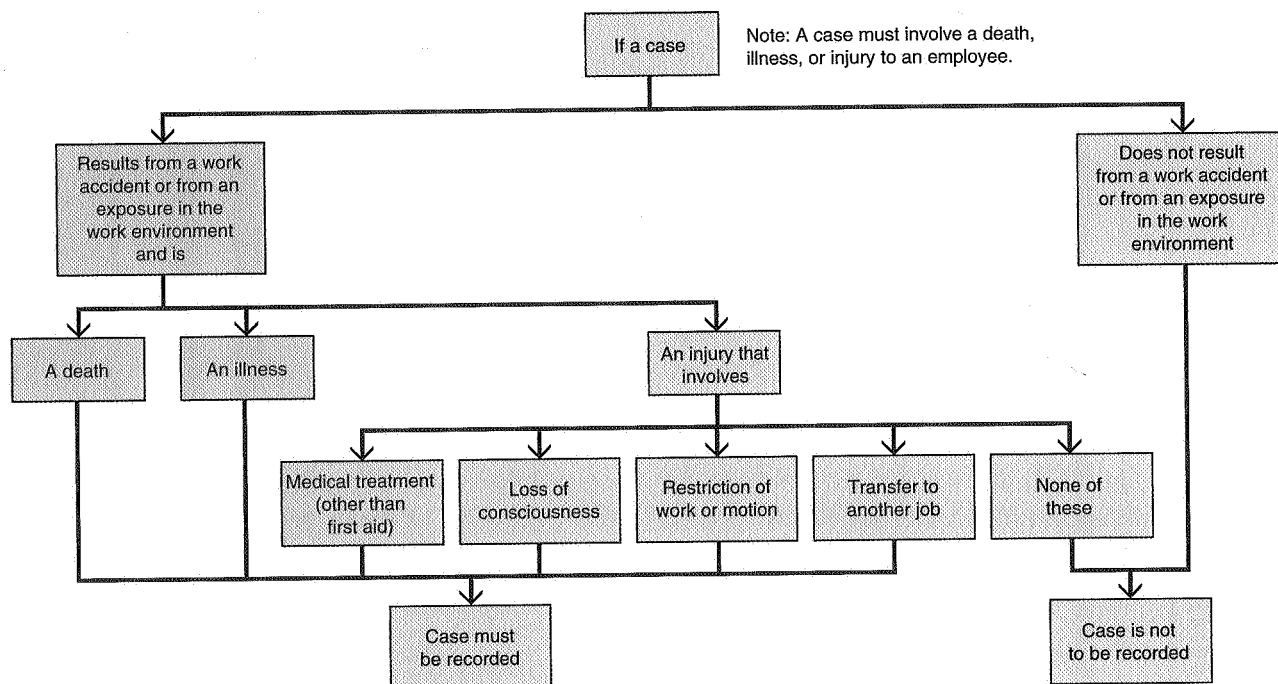 If a case
Note: A case must involve a death,
illness, or injury to an employee.
Results from a work
accident or from an
exposure in the
work environment
and is
Does not result
from a work accident
or from an exposure
in the work
environment
A death
An illness
An injury that
involves
Medical treatment
(other than
first aid)
Loss of
consciousness
Restriction of
work or motion
Transfer to
another job
None of
these
Case must
be recorded
Case is not
to be recorded